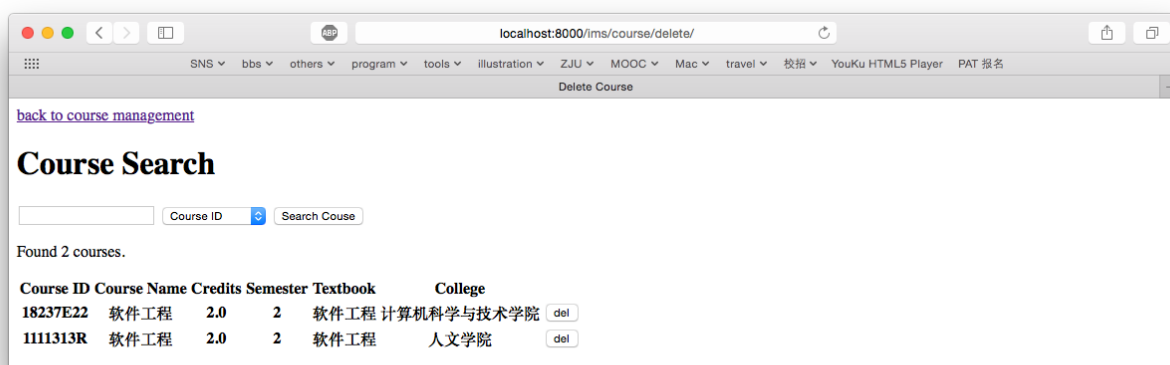 ABP localhost:8000/ims/course/delete/
SNS bbs others program tools illustration ZJU MOOC Mac travel 校招 YouKu HTML5 Player PAT 报名
Delete Course
back to course management
Course Search
Course ID Search Couse
Found 2 courses.
Course ID Course Name Credits Semester Textbook College
18237E22 软件工程 2.0 2 软件工程 计算机科学与技术学院 del
1111313R 软件工程 2.0 2 软件工程 人文学院 del